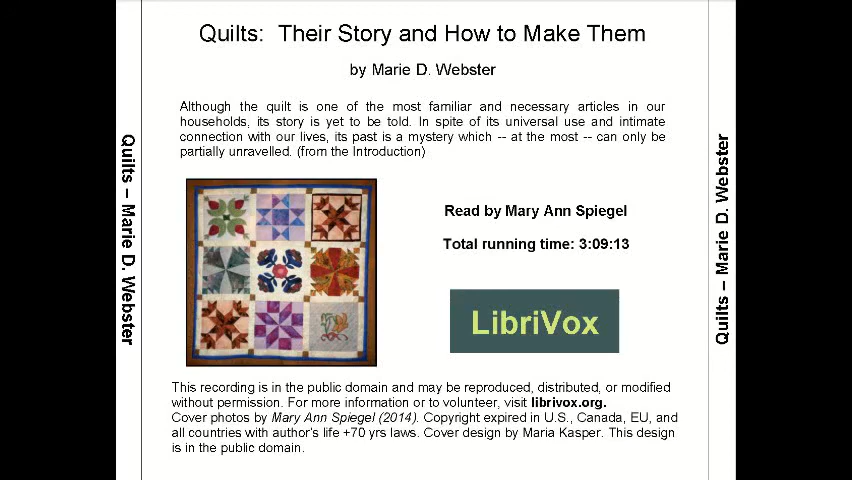 Quilts: Their Story and How to Make Them
by Marie D. Webster
Although the quilt is one of the most familiar and necessary articles in our
households, its story is yet to be told. In spite of its universal use and intimate
connection with our lives, its past is a mystery which -- at the most -- can only be
partially unravelled. (from the Introduction)
Quilts – Marie D. Webster
Read by Mary Ann Spiegel
Total running time: 3:09:13
LibriVox
Quilts – Marie D. Webster
This recording is in the public domain and may be reproduced, distributed, or modified
without permission. For more information or to volunteer, visit librivox.org.
Cover photos by Mary Ann Spiegel (2014). Copyright expired in U.S., Canada, EU, and
all countries with author's life +70 yrs laws. Cover design by Maria Kasper. This design
is in the public domain.